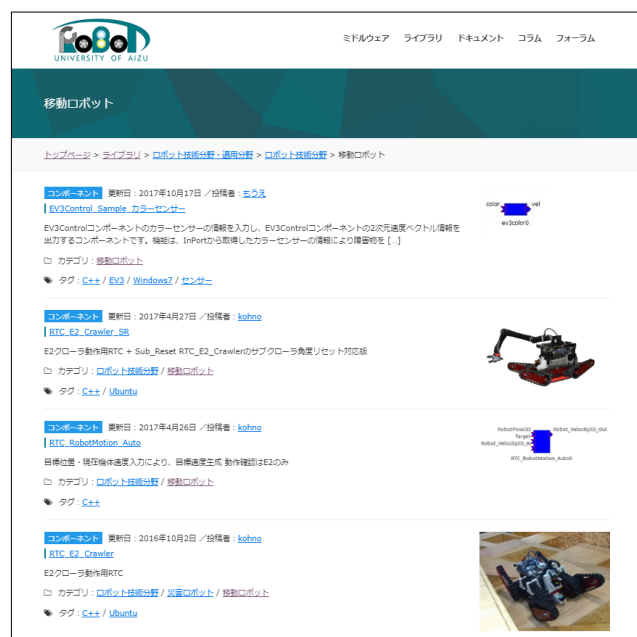 RoBoT
UNIVERSITY OF AIZU
ミドルウェア ライブラリ ドキュメント コラム フォーラム
移動ロボット
トップページ > ライブラリ > ロボット技術分野・適用分野 > ロボット技術分野 > 移動ロボット
コンポーネント 更新日：2017年10月17日 ／投稿者：もうえ
EV3Control_Sample_カラーセンサー
EV3Controlコンポーネントのカラーセンサーの情報を入力し、EV3Controlコンポーネントの2次元速度ベクトル情報を
出力するコンポーネントです。機能は、InPortから取得したカラーセンサーの情報により障害物を [...]
カテゴリ：移動ロボット
タグ：C++ / EV3 / Windows7 / センサー
color vel
ev3color0
コンポーネント 更新日：2017年4月27日 ／投稿者：kohno
RTC_E2_Crawler_SR
E2クローラ動作用RTC + Sub_Reset RTC_E2_Crawlerのサブクローラ角度リセット対応版
カテゴリ：ロボット技術分野 / 移動ロボット
タグ：C++ / Ubuntu
コンポーネント 更新日：2017年4月26日 ／投稿者：kohno
RTC_RobotMotion_Auto
目標位置・現在機体速度入力により、目標速度生成 動作確認はE2のみ
カテゴリ：ロボット技術分野 / 移動ロボット
タグ：C++
RobotPose2D Robot_Velocity2D_Out
Target
Robot_Velocity2D_In
RTC_RobotMotion_Auto0
コンポーネント 更新日：2016年10月2日 ／投稿者：kohno
RTC_E2_Crawler
E2クローラ動作用RTC
カテゴリ：ロボット技術分野 / 災害ロボット / 移動ロボット
タグ：C++ / Ubuntu